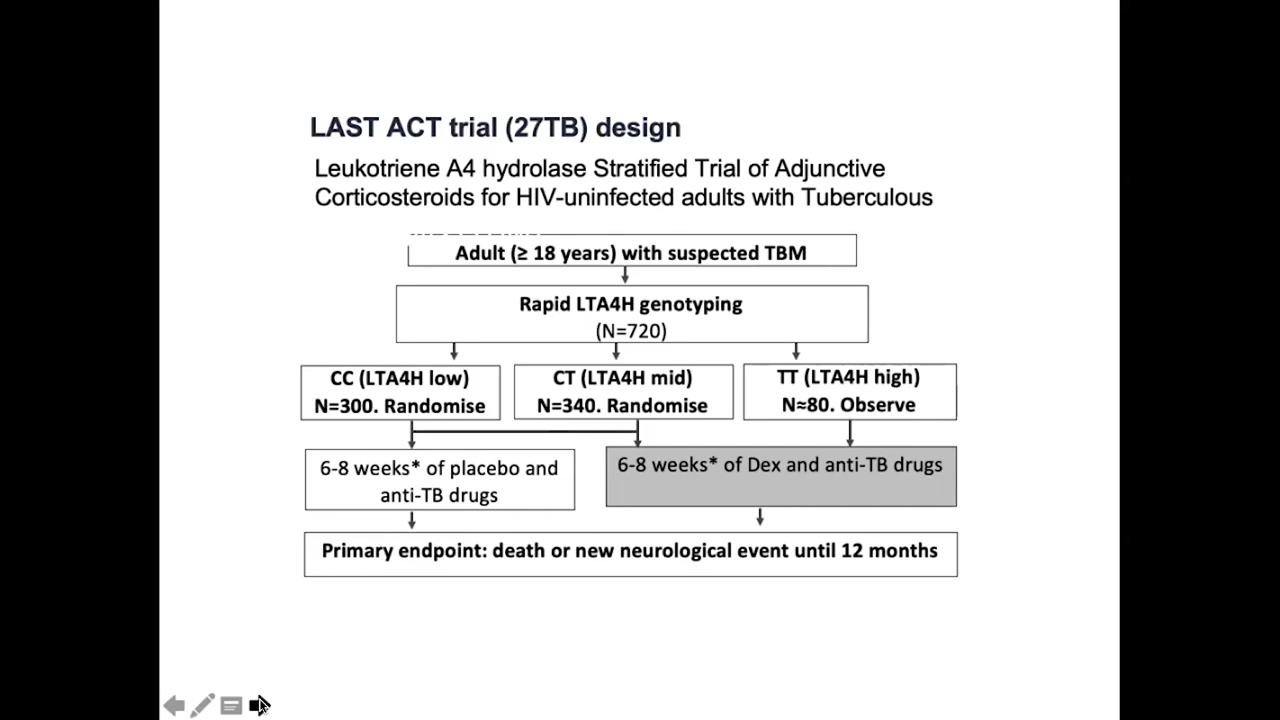 LAST ACT trial (27TB) design
Leukotriene A4 hydrolase Stratified Trial of Adjunctive
Corticosteroids for HIV-uninfected adults with Tuberculous
Adult (≥ 18 years) with suspected TBM
Rapid LTA4H genotyping
(N=720)
CC (LTA4H low)
N=300. Randomise
CT (LTA4H mid)
N=340. Randomise
TT (LTA4H high)
N≈80. Observe
6-8 weeks* of placebo and
anti-TB drugs
6-8 weeks* of Dex and anti-TB drugs
Primary endpoint: death or new neurological event until 12 months